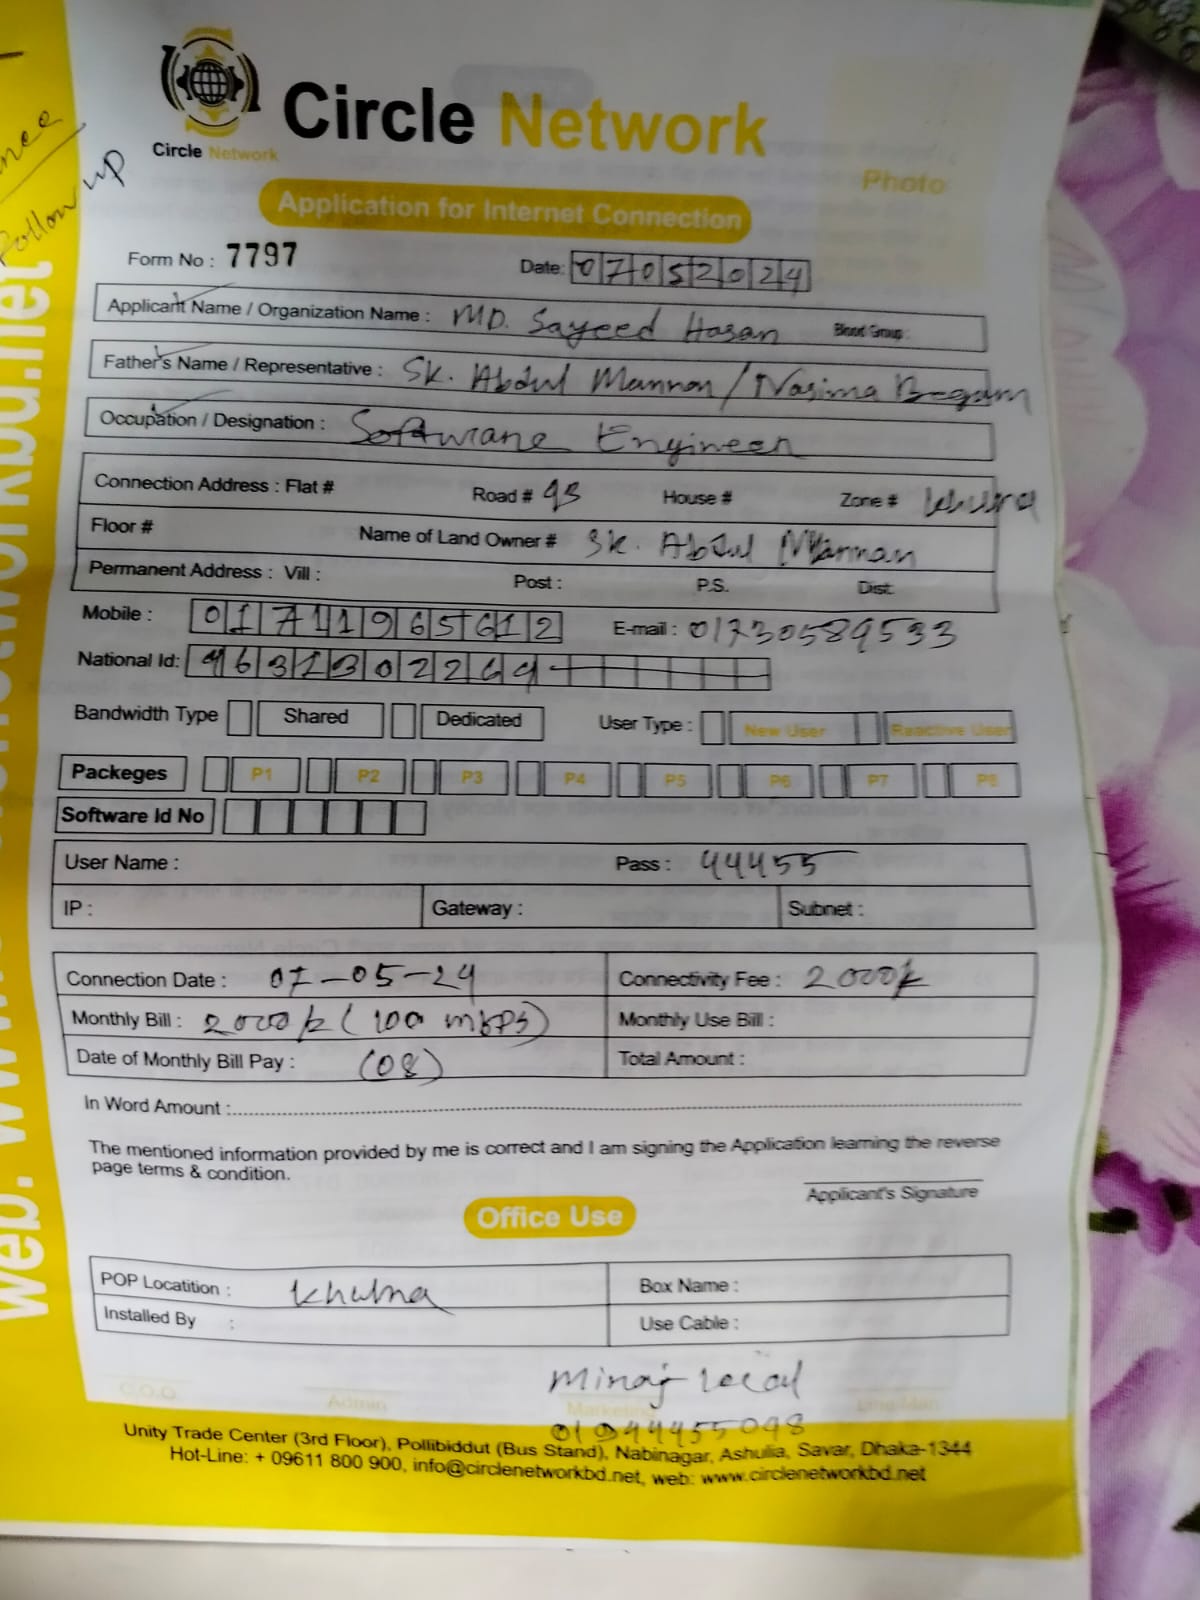 Circle Network
Circle Network
Photo
Application for Internet Connection
Follow up
Form No : 7797
Date: 07052024
Applicant Name / Organization Name : MD. Sayeed Hasan Blood Group :
Father's Name / Representative : Sk. Abdul Mannan / Nasima Begam
Occupation / Designation : Software Engineer
Connection Address : Flat # Road # 93 House # Zone #
Floor # Name of Land Owner # Sk. Abdul Mannan
Permanent Address : Vill : Post : P.S. Dist:
Mobile : 01711965612 E-mail : 01730589533
National Id: 4631302269
Bandwidth Type Shared Dedicated User Type : New User Reactive User
Packeges P1 P2 P3 P4 P5 P6 P7 P8
Software Id No
User Name : Pass : 44455
IP : Gateway : Subnet :
Connection Date : 07-05-24 Connectivity Fee : 2000/-
Monthly Bill : 2000/- (100 mbps) Monthly Use Bill :
Date of Monthly Bill Pay : (08) Total Amount :
In Word Amount :
The mentioned information provided by me is correct and I am signing the Application learning the reverse
page terms & condition.
Applicant's Signature
Office Use
POP Locatition : Khulna Box Name :
Installed By : Use Cable :
Minaj local
C.O.O Admin Marketing Line Man
01944455098
Unity Trade Center (3rd Floor), Pollibiddut (Bus Stand), Nabinagar, Ashulia, Savar, Dhaka-1344
Hot-Line: + 09611 800 900, info@circlenetworkbd.net, web: www.circlenetworkbd.net